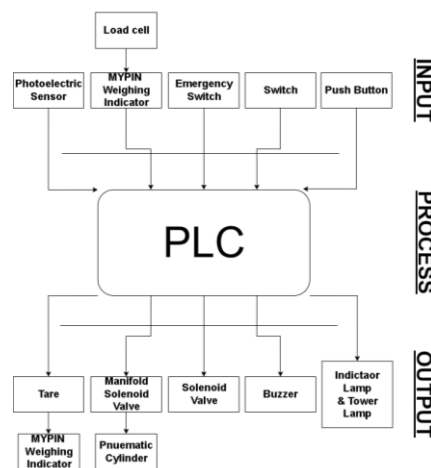 Load cell
Photoelectric
Sensor
MYPIN
Weighing
Indicator
Emergency
Switch
Switch
Push Button
INPUT
PLC
PROCESS
Tare
Manifold
Solenoid
Valve
Solenoid
Valve
Buzzer
Indictaor
Lamp
& Tower
Lamp
OUTPUT
MYPIN
Weighing
Indicator
Pnuematic
Cylinder